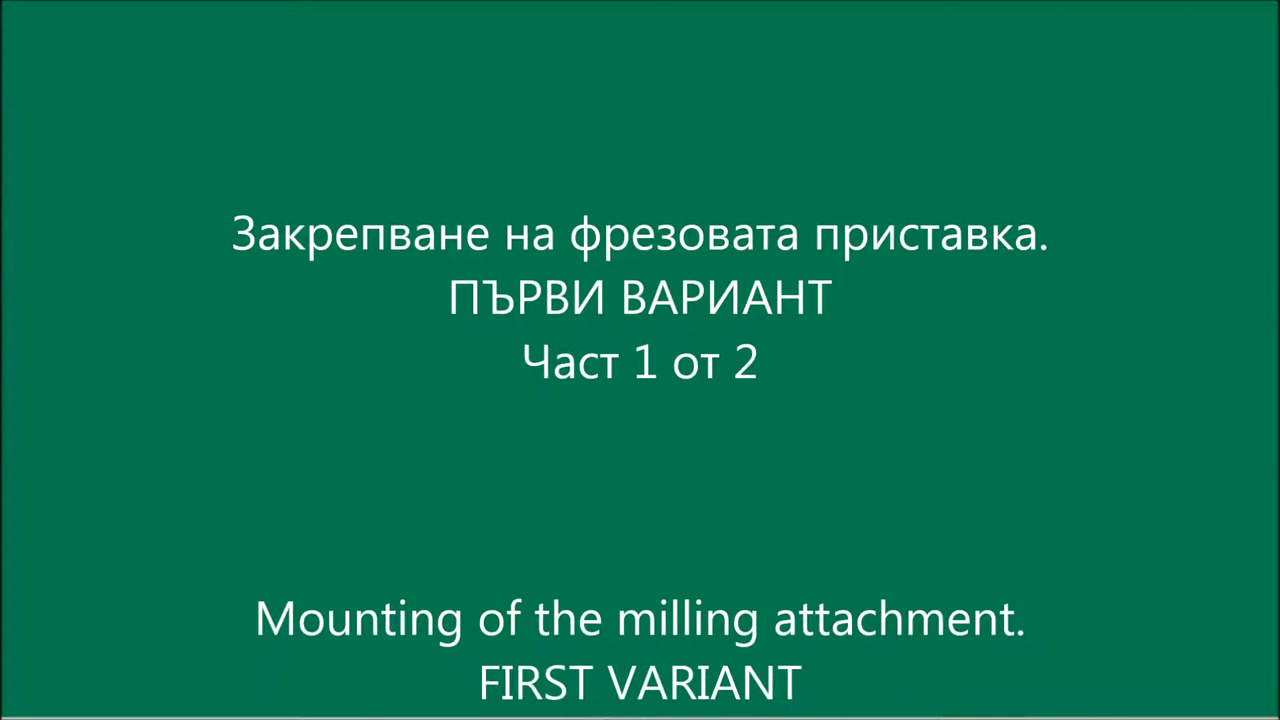 Закрепване на фрезовата приставка.
ПЪРВИ ВАРИАНТ
Част 1 от 2
Mounting of the milling attachment.
FIRST VARIANT